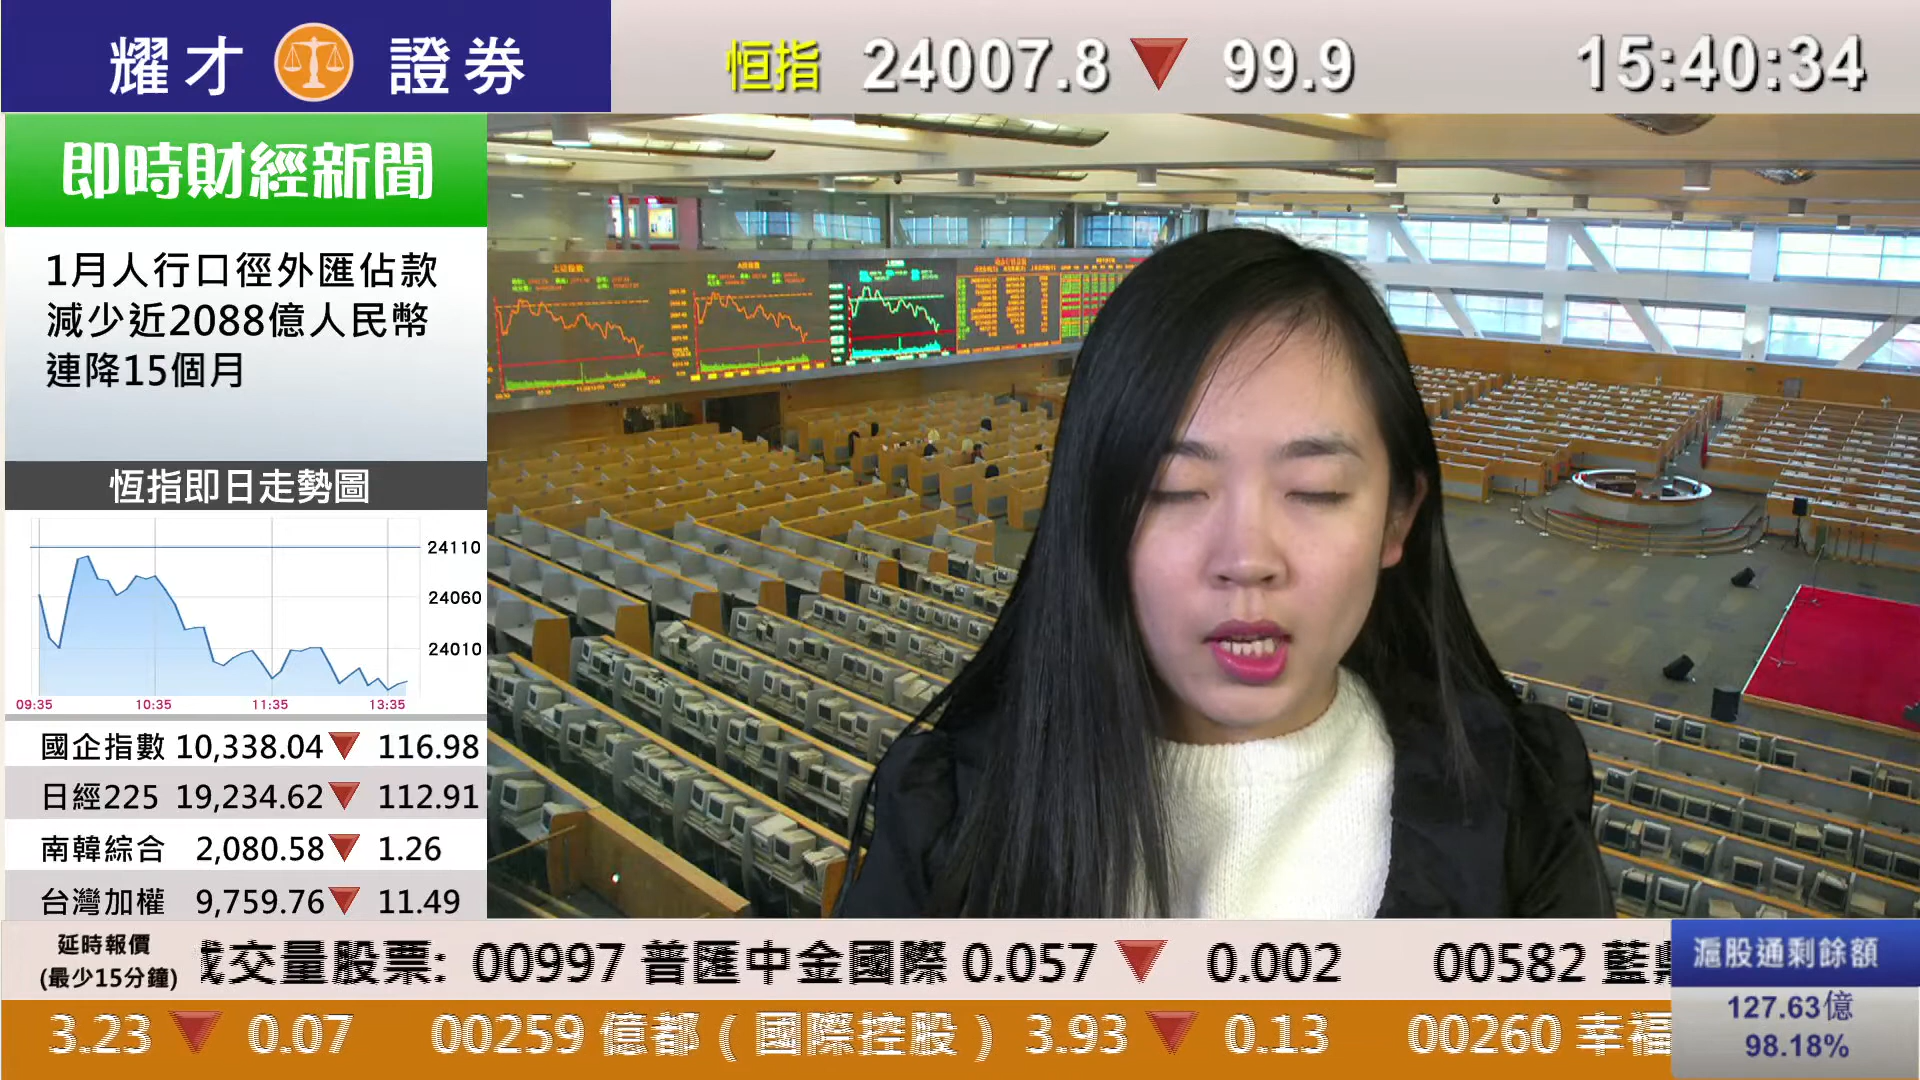 耀才 證券
恒指 24007.8 ▼ 99.9
15:40:34
即時財經新聞
1月人行口徑外匯佔款
減少近2088億人民幣
連降15個月
恆指即日走勢圖
24110
24060
24010
09:35 10:35 11:35 13:35
國企指數 10,338.04 ▼ 116.98
日經225 19,234.62 ▼ 112.91
南韓綜合 2,080.58 ▼ 1.26
台灣加權 9,759.76 ▼ 11.49
延時報價
(最少15分鐘)
成交量股票: 00997 普匯中金國際 0.057 ▼ 0.002 00582 藍
滬股通剩餘額
127.63億
98.18%
3.23 ▼ 0.07 00259 億都(國際控股) 3.93 ▼ 0.13 00260 幸福